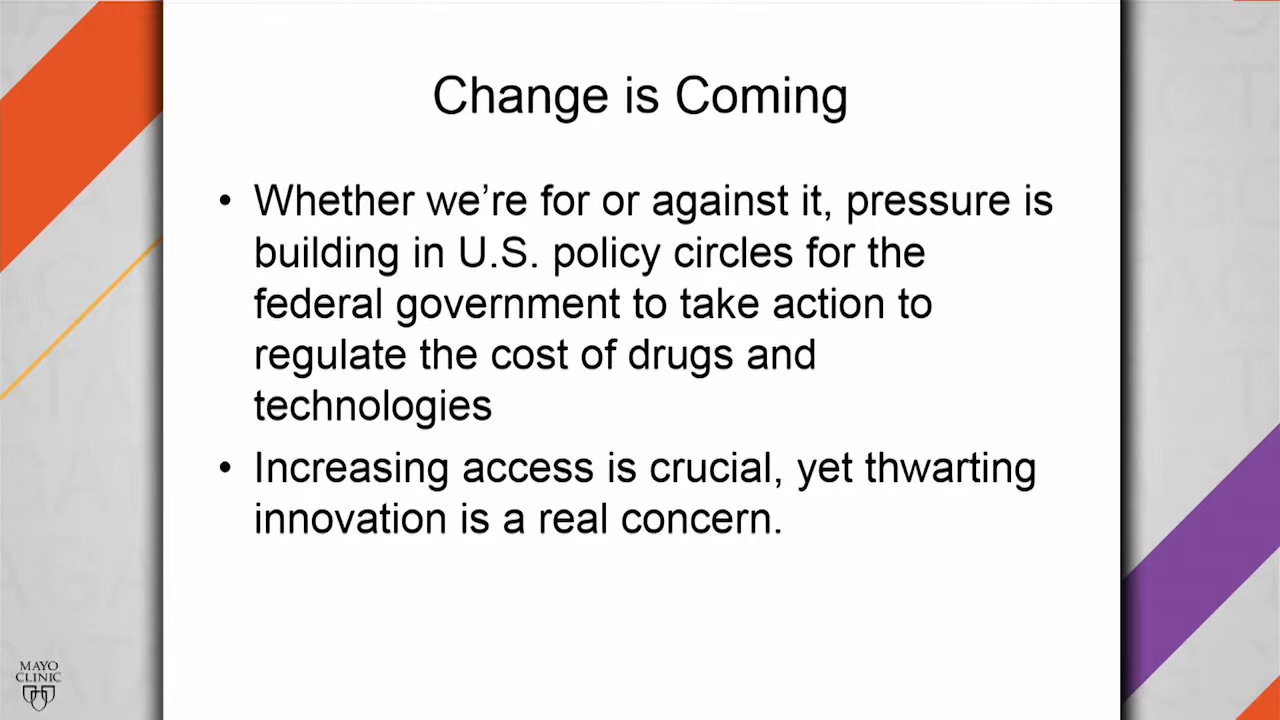 Change is Coming
• Whether we're for or against it, pressure is
building in U.S. policy circles for the
federal government to take action to
regulate the cost of drugs and
technologies
• Increasing access is crucial, yet thwarting
innovation is a real concern.
MAYO
CLINIC